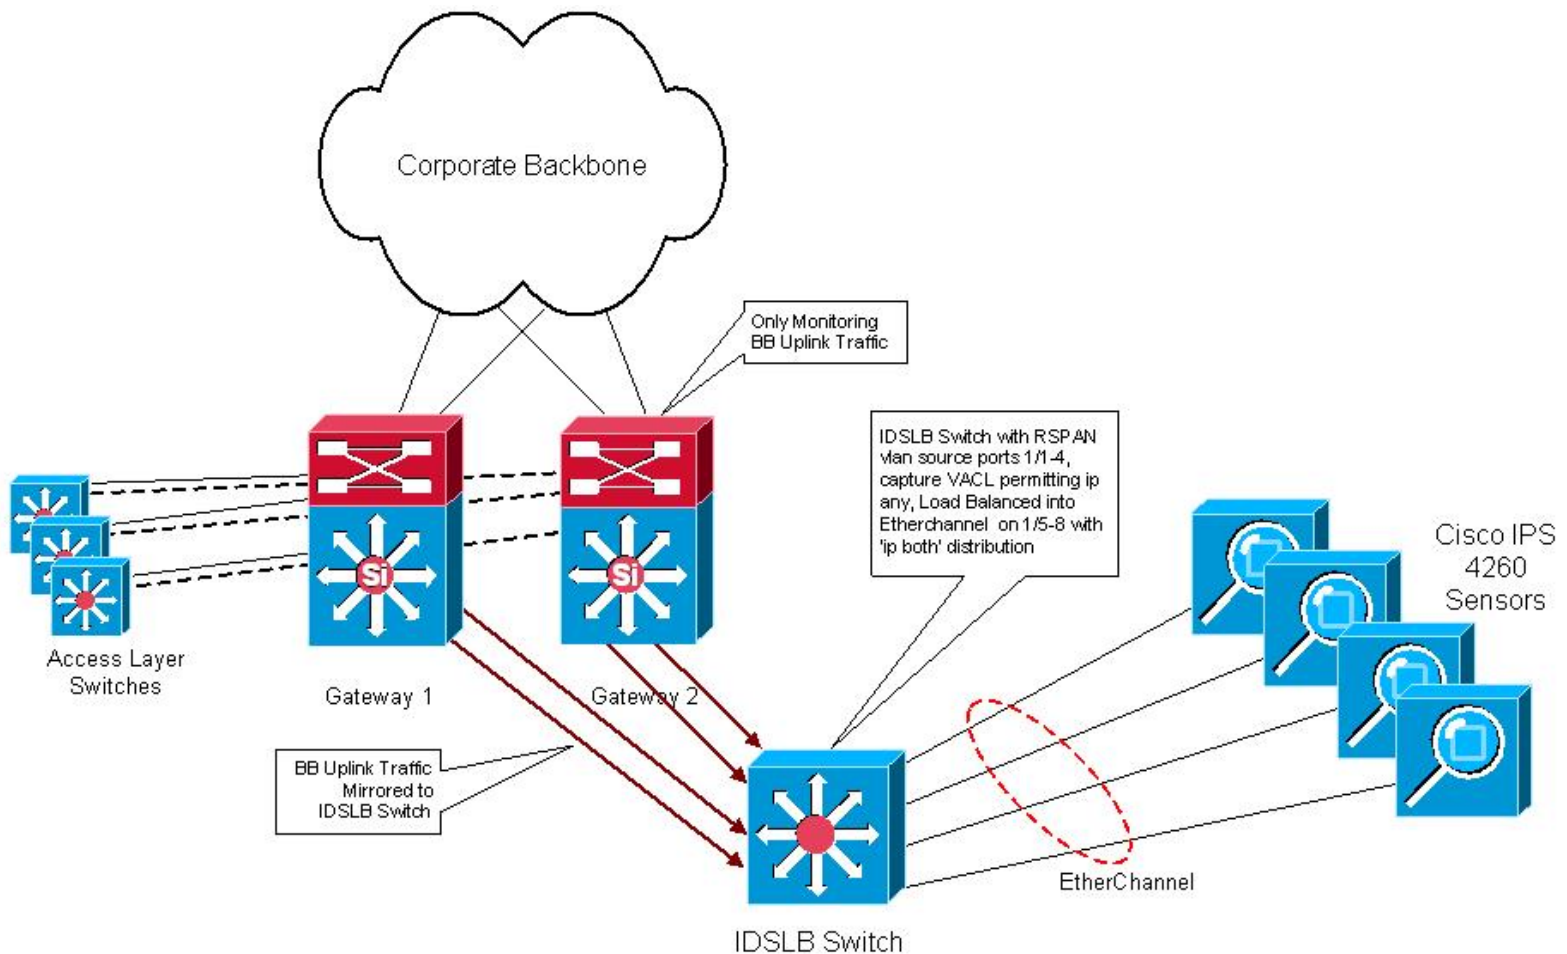 Corporate Backbone
Only Monitoring
BB Uplink Traffic
IDSLB Switch with RSPAN
vlan source ports 1/1-4,
capture VACL permitting ip
any, Load Balanced into
Etherchannel on 1/5-8 with
'ip both' distribution
Cisco IPS
4260
Sensors
Si
Si
Access Layer
Switches
Gateway 1
Gateway 2
BB Uplink Traffic
Mirrored to
IDSLB Switch
EtherChannel
IDSLB Switch